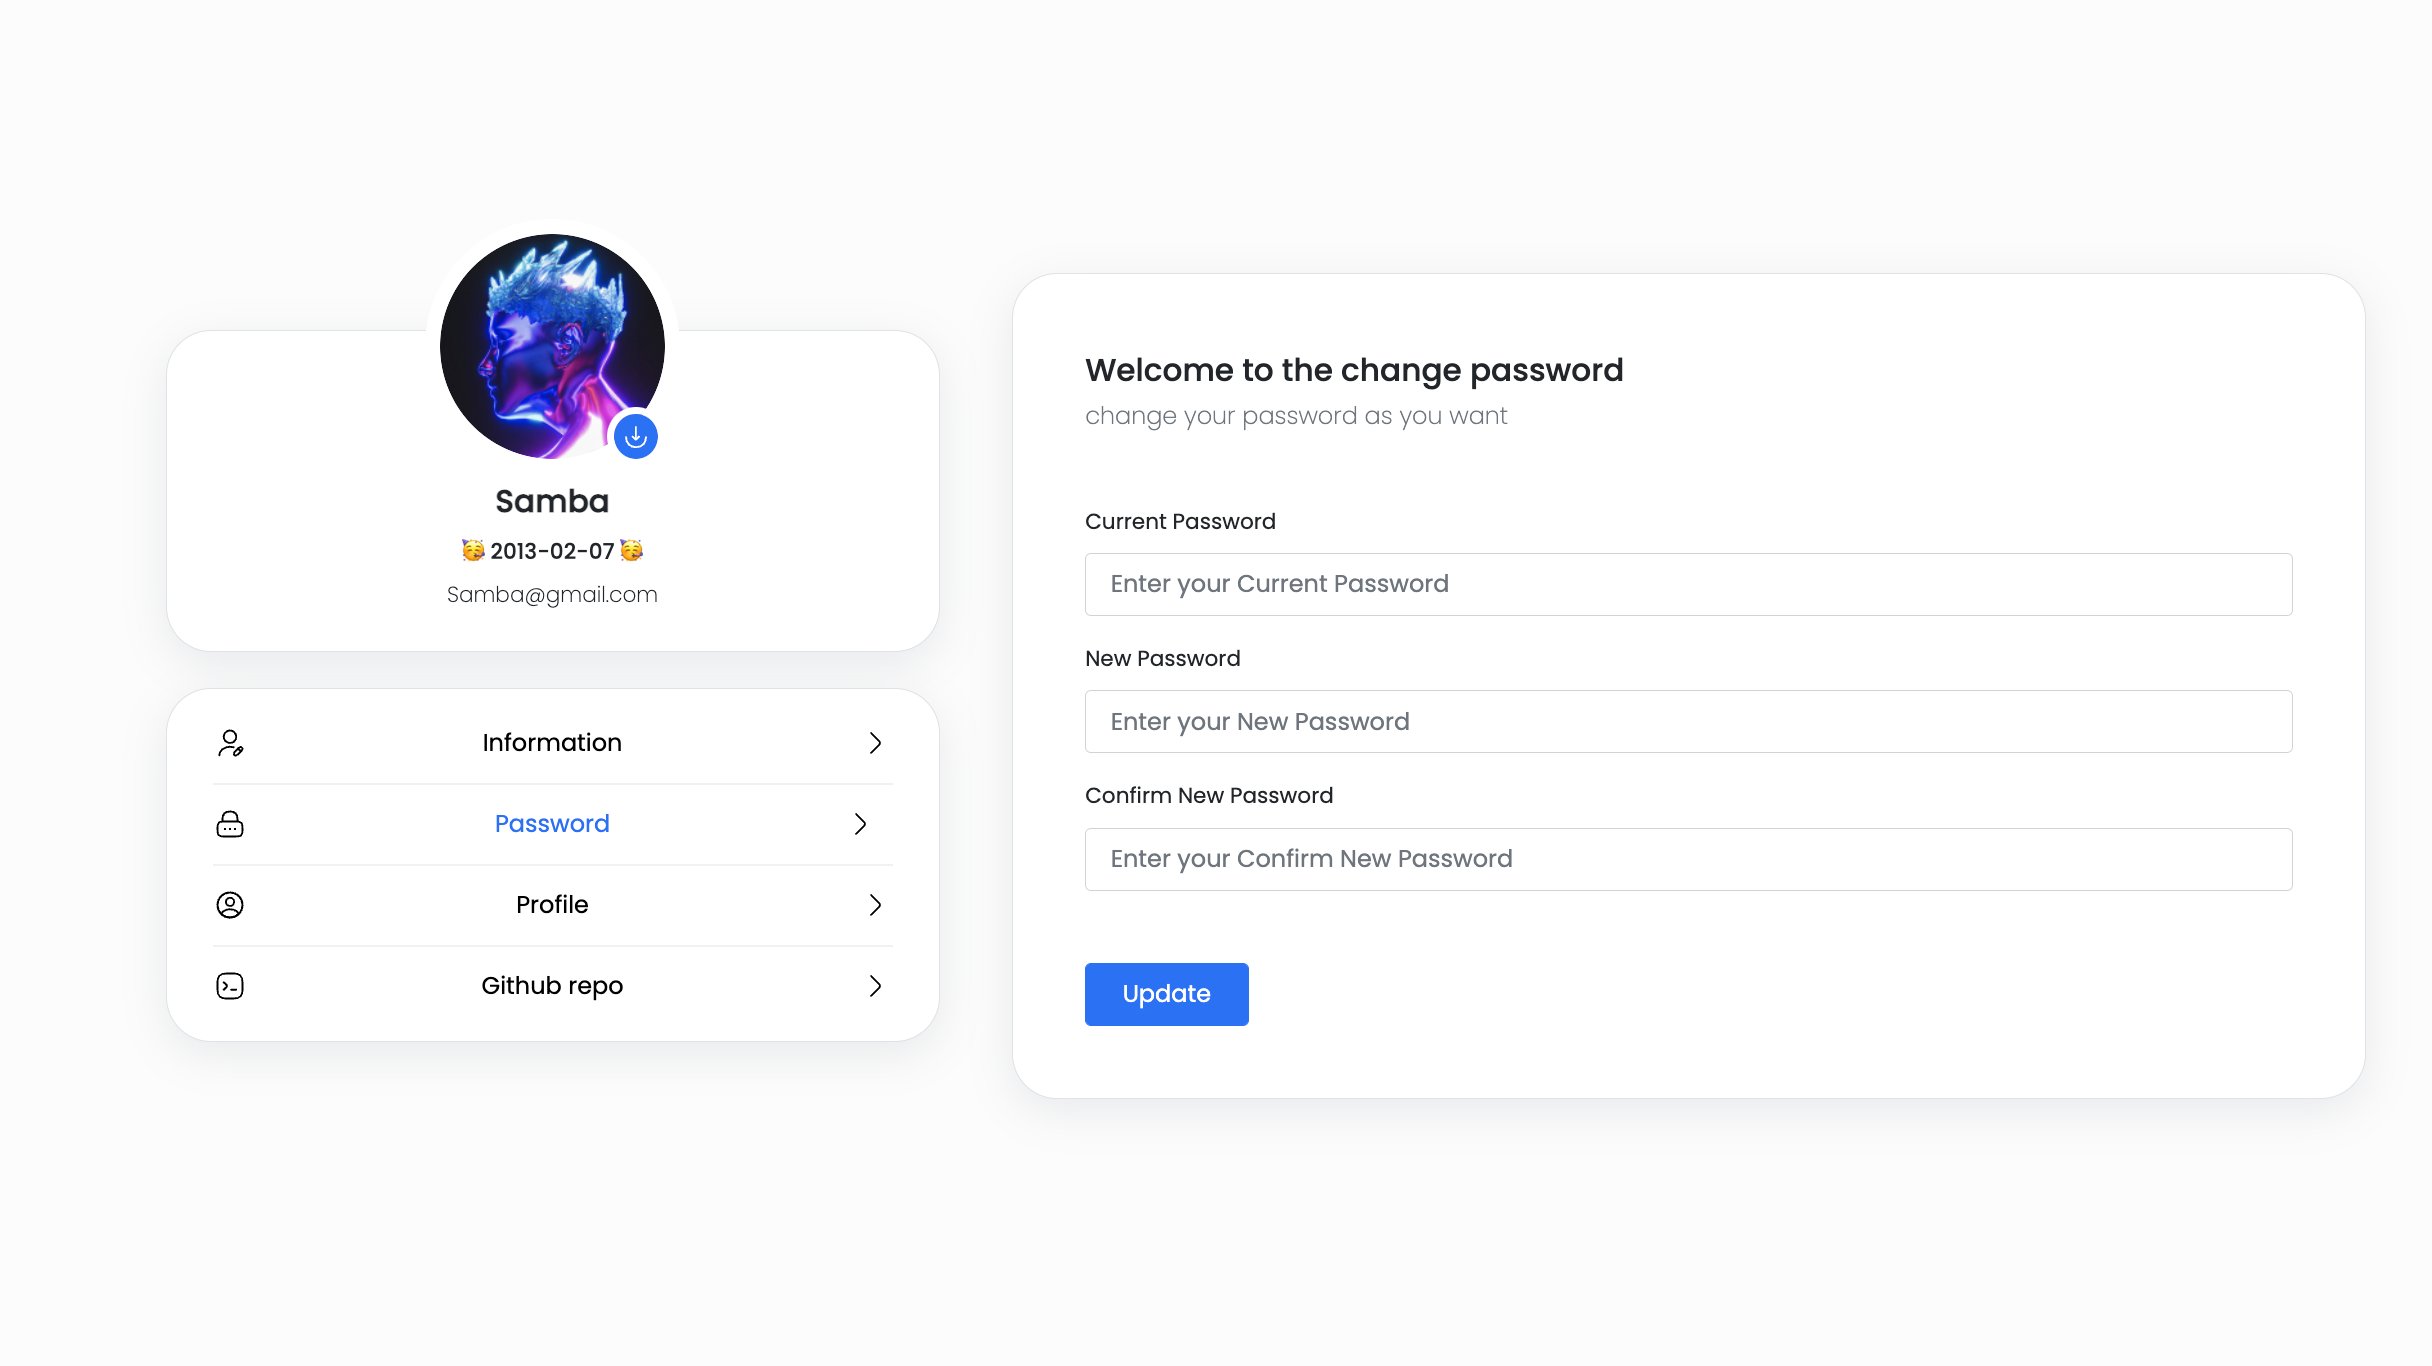 Samba
🥳 2013-02-07 🥳
Samba@gmail.com
Information
Password
Profile
Github repo
Welcome to the change password
change your password as you want
Current Password
Enter your Current Password
New Password
Enter your New Password
Confirm New Password
Enter your Confirm New Password
Update